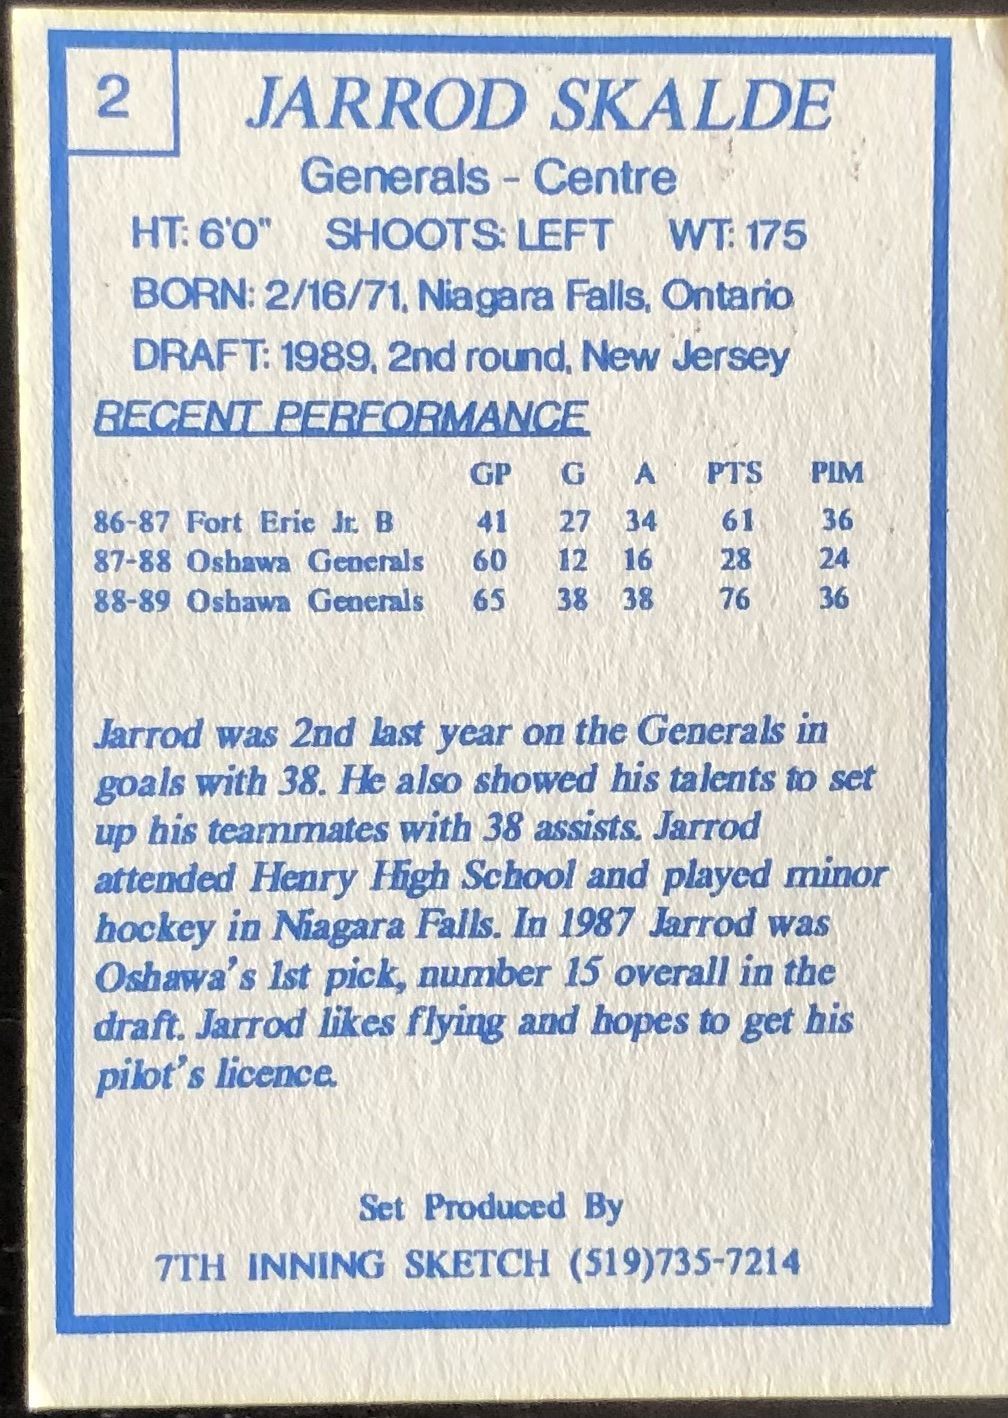 2
JARROD SKALDE
Generals - Centre
HT: 6'0" SHOOTS: LEFT WT: 175
BORN: 2/16/71, Niagara Falls, Ontario
DRAFT: 1989, 2nd round, New Jersey
RECENT PERFORMANCE
GP G A PTS PIM
86-87 Fort Erie Jr. B 41 27 34 61 36
87-88 Oshawa Generals 60 12 16 28 24
88-89 Oshawa Generals 65 38 38 76 36
Jarrod was 2nd last year on the Generals in
goals with 38. He also showed his talents to set
up his teammates with 38 assists. Jarrod
attended Henry High School and played minor
hockey in Niagara Falls. In 1987 Jarrod was
Oshawa's 1st pick, number 15 overall in the
draft. Jarrod likes flying and hopes to get his
pilot's licence.
Set Produced By
7TH INNING SKETCH (519)735-7214